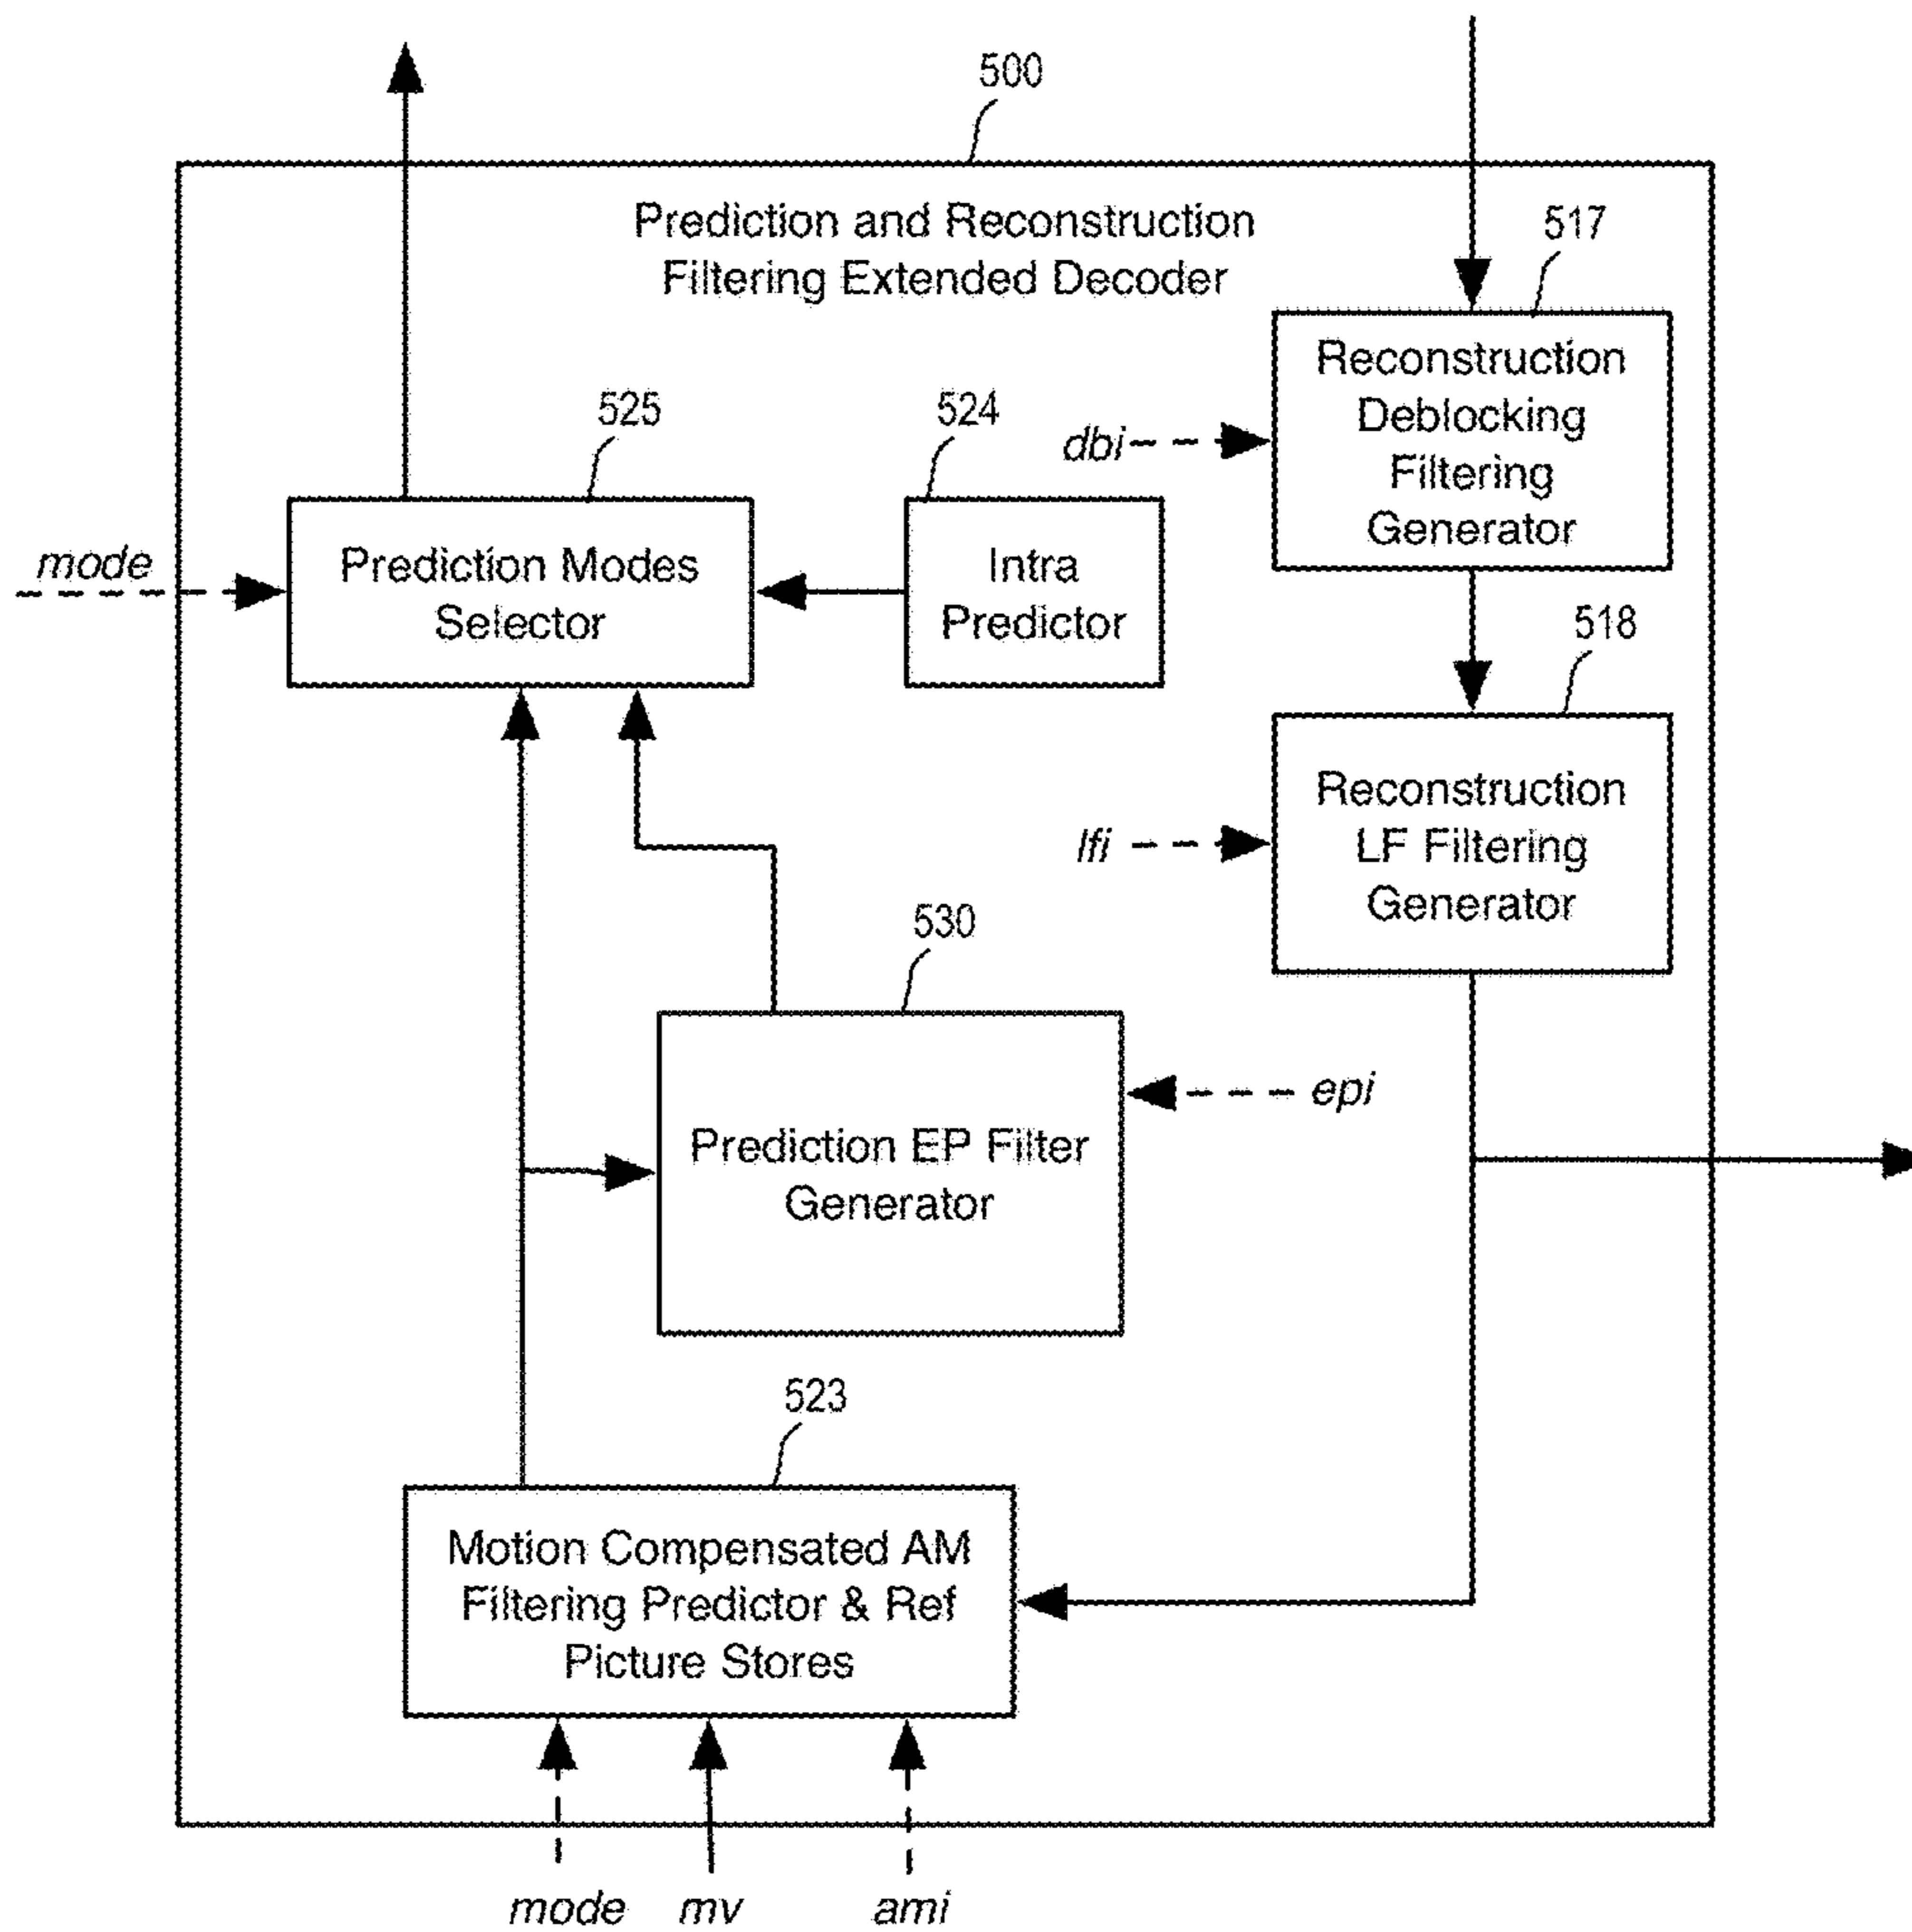 500
Prediction and Reconstruction
Filtering Extended Decoder
517
Reconstruction
Deblocking
Filtering
Generator
dbi
525
524
mode
Prediction Modes
Selector
Intra
Predictor
518
Reconstruction
LF Filtering
Generator
lfi
530
Prediction EP Filter
Generator
epi
523
Motion Compensated AM
Filtering Predictor & Ref
Picture Stores
mode
mv
ami